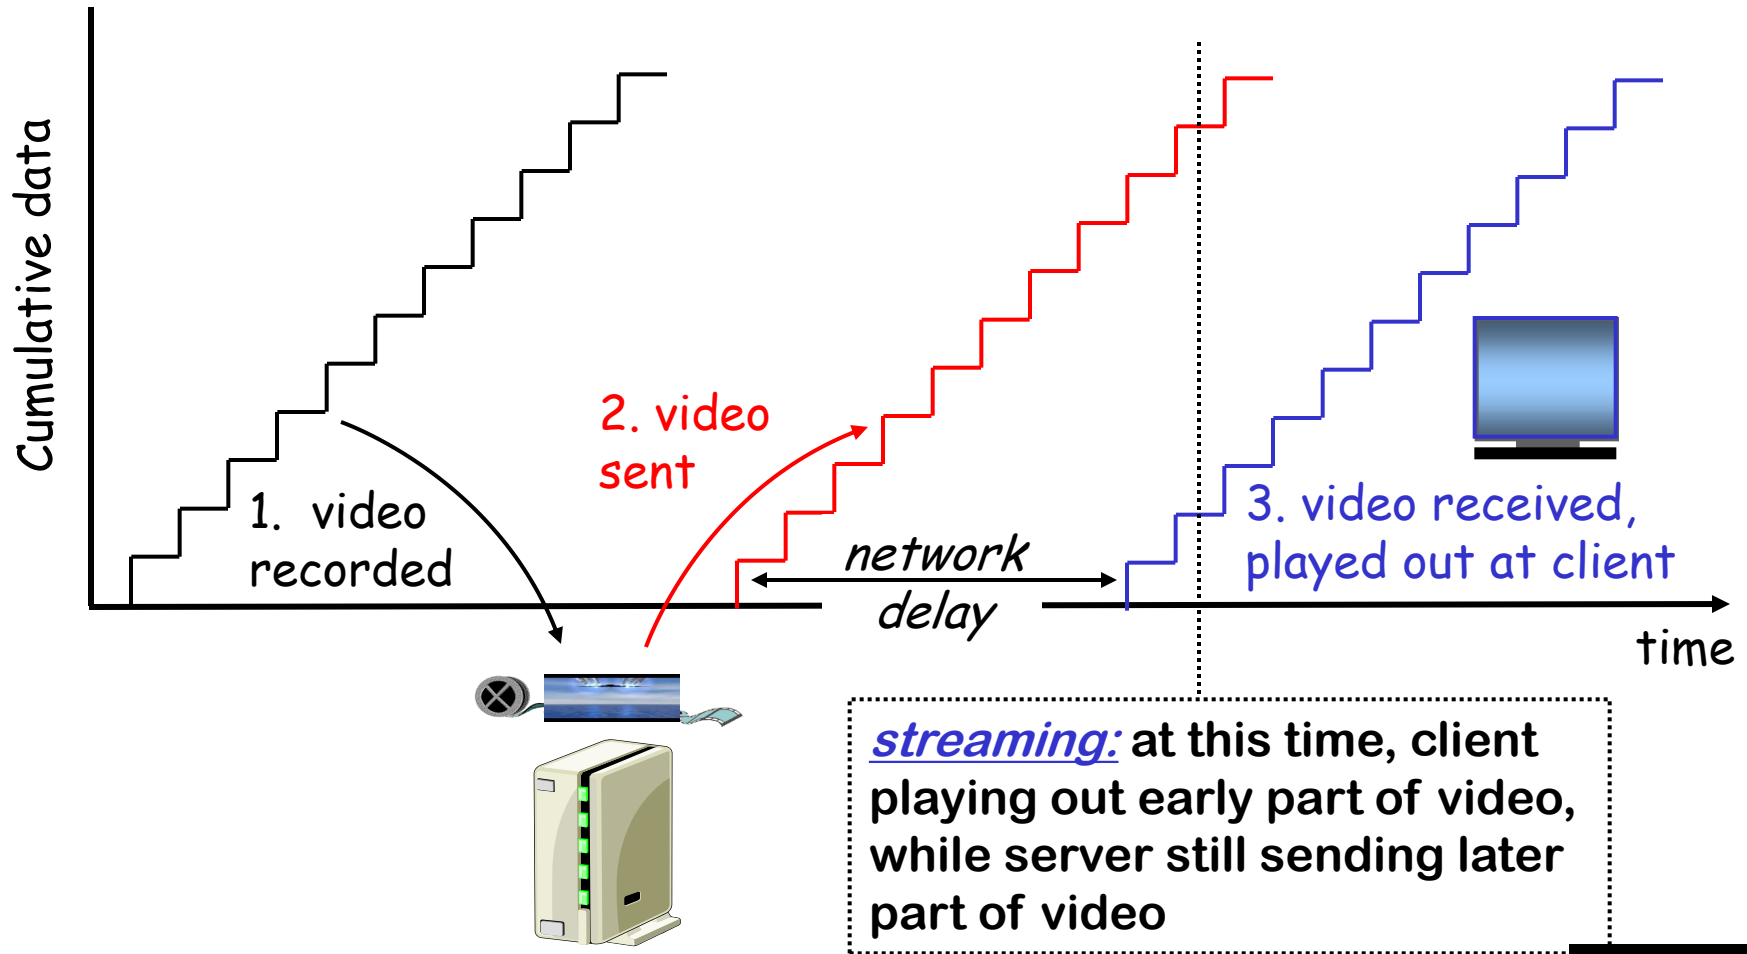 Cumulative data
1. video
recorded
2. video
sent
network
delay
3. video received,
played out at client
time
streaming: at this time, client
playing out early part of video,
while server still sending later
part of video